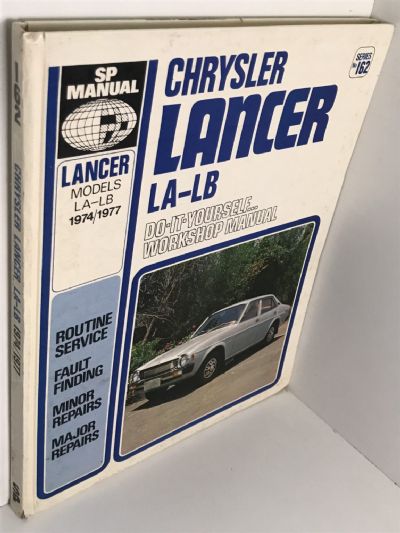 SP
MANUAL
LANCER
MODELS
LA-LB
1974/1977
ROUTINE
SERVICE
FAULT
FINDING
MINOR
REPAIRS
MAJOR
REPAIRS
CHRYSLER
LANCER
LA-LB
DO-IT-YOURSELF...
WORKSHOP MANUAL
SERIES
No 162
CHRYSLER LANCER LA-LB 1974/1977